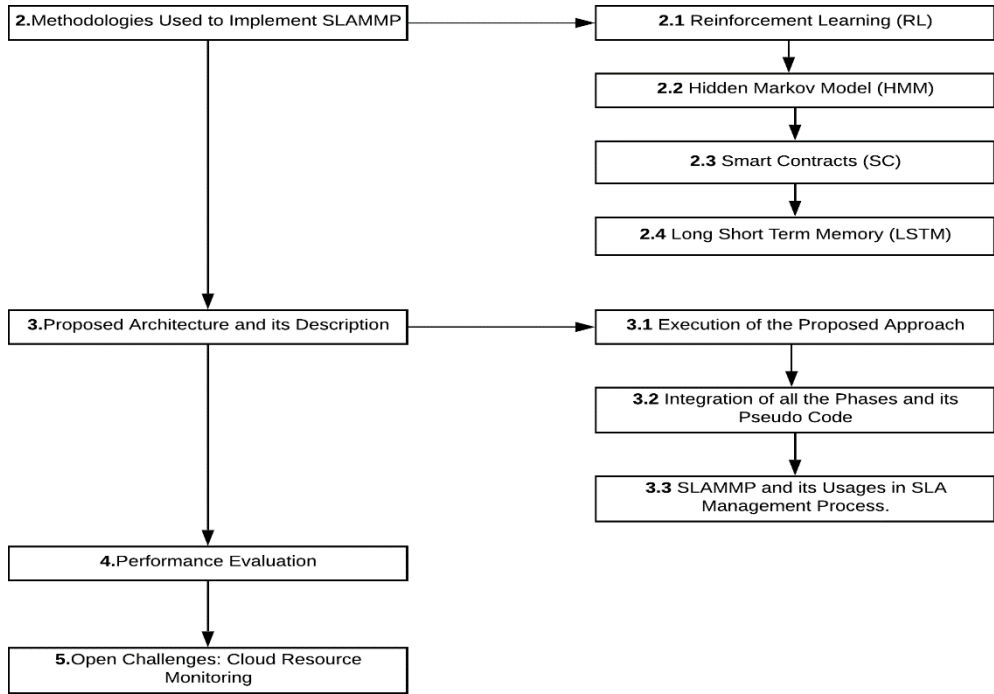 2.Methodologies Used to Implement SLAMMP
2.1 Reinforcement Learning (RL)
2.2 Hidden Markov Model (HMM)
2.3 Smart Contracts (SC)
2.4 Long Short Term Memory (LSTM)
3.Proposed Architecture and its Description
3.1 Execution of the Proposed Approach
3.2 Integration of all the Phases and its
Pseudo Code
3.3 SLAMMP and its Usages in SLA
Management Process.
4.Performance Evaluation
5.Open Challenges: Cloud Resource
Monitoring